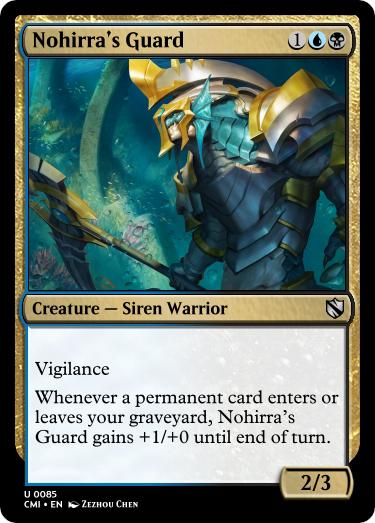 Nohirra's Guard 1
Creature — Siren Warrior
Vigilance
Whenever a permanent card enters or
leaves your graveyard, Nohirra's
Guard gains +1/+0 until end of turn.
2/3
U 0085
CMI • EN Zezhou Chen